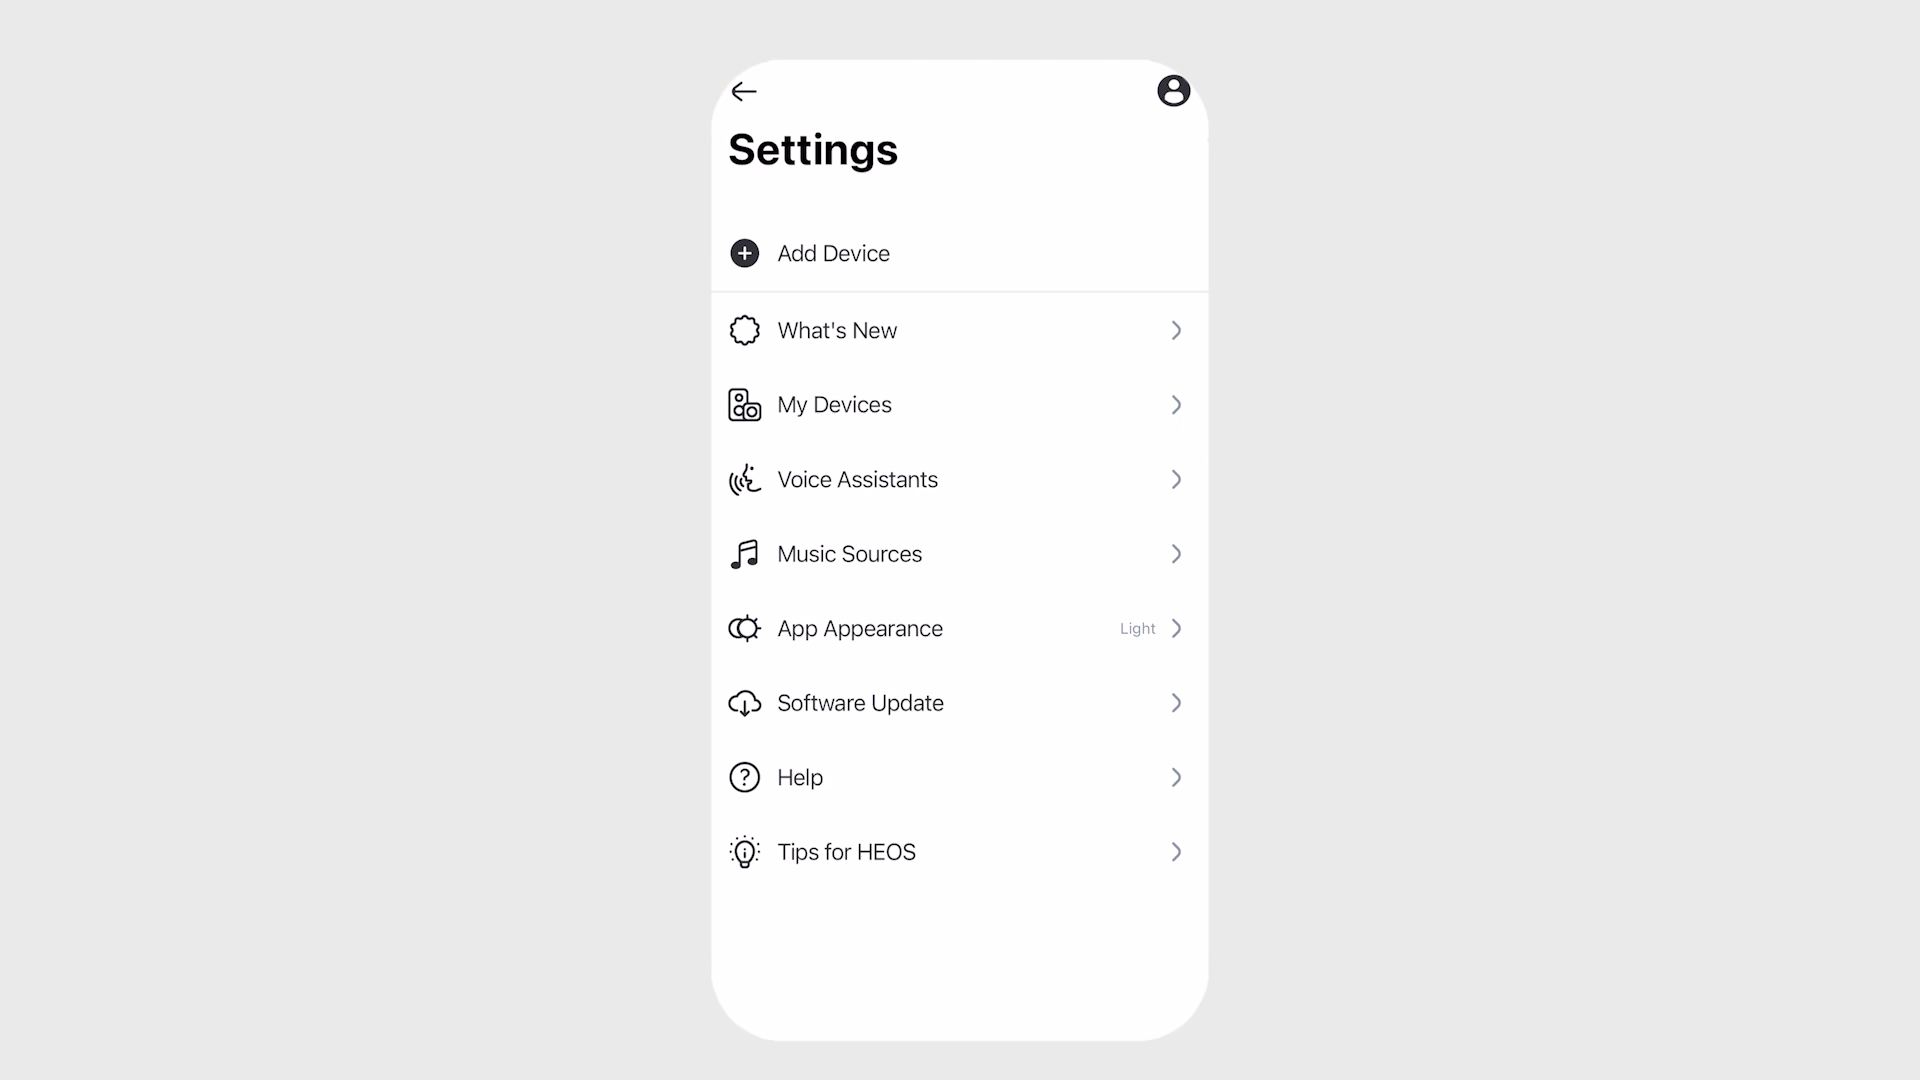 Settings
Add Device
What's New
My Devices
Voice Assistants
Music Sources
App Appearance Light
Software Update
Help
Tips for HEOS